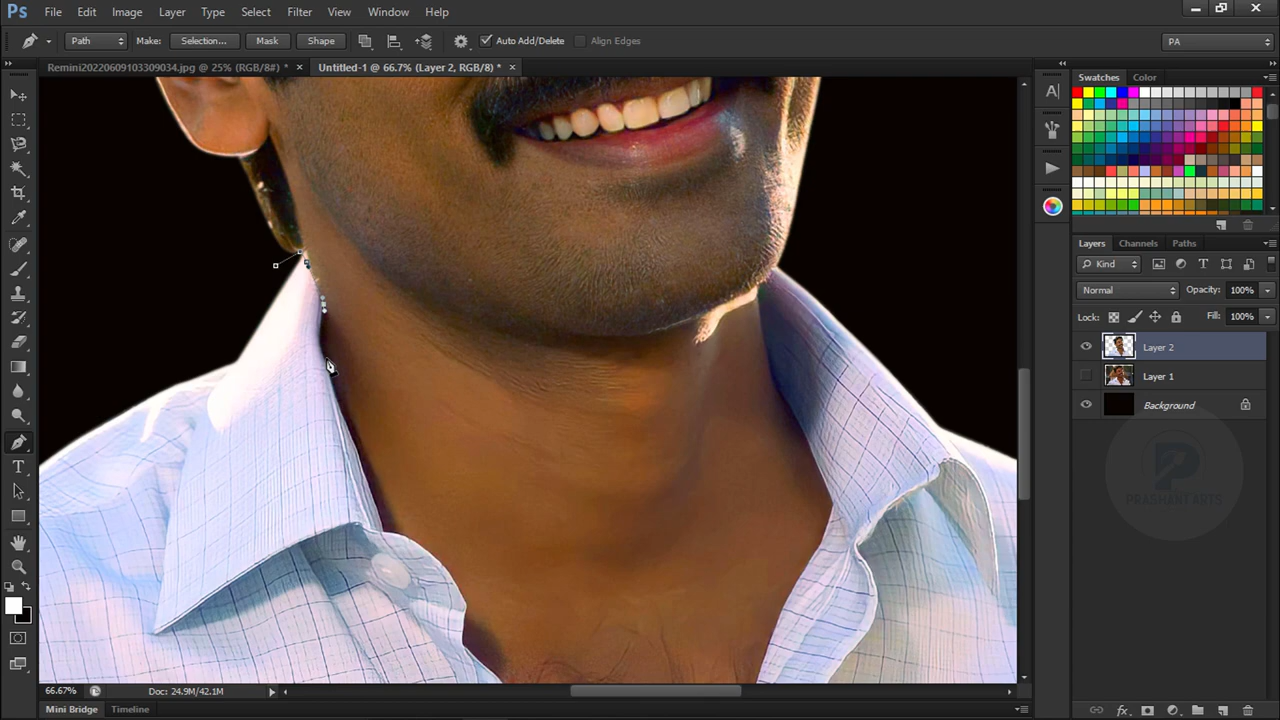 Ps File Edit Image Layer Type Select Filter View Window Help
Path Make: Selection... Mask Shape Auto Add/Delete Align Edges PA
Remini20220609103309034.jpg @ 25% (RGB/8#) * × Untitled-1 @ 66.7% (Layer 2, RGB/8) * ×
Swatches Color
Layers Channels Paths
Kind
Normal Opacity: 100%
Lock: Fill: 100%
Layer 2
Layer 1
Background
PRASHANT ARTS
66.67% Doc: 24.9M/42.1M
Mini Bridge Timeline